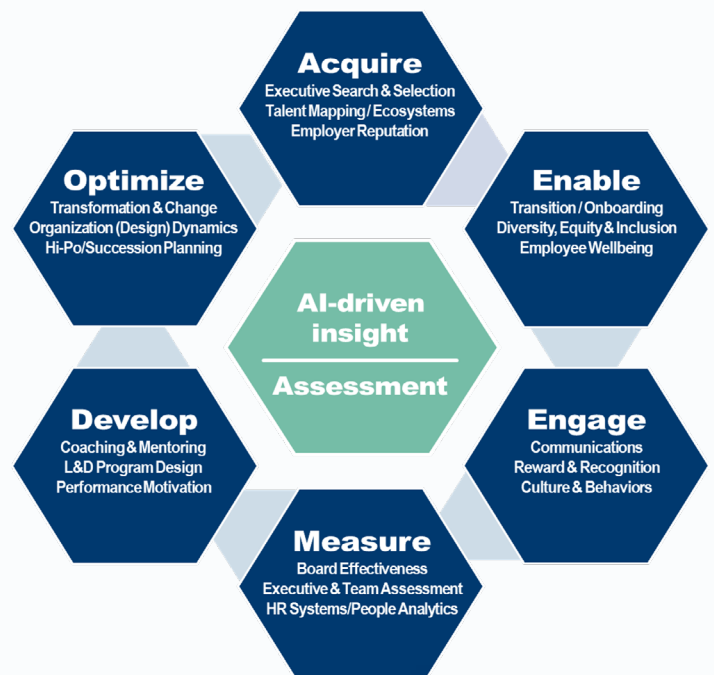 Acquire
Executive Search & Selection
Talent Mapping / Ecosystems
Employer Reputation
Enable
Transition / Onboarding
Diversity, Equity & Inclusion
Employee Wellbeing
Engage
Communications
Reward & Recognition
Culture & Behaviors
Measure
Board Effectiveness
Executive & Team Assessment
HR Systems/People Analytics
Develop
Coaching & Mentoring
L&D Program Design
Performance Motivation
Optimize
Transformation & Change
Organization (Design) Dynamics
Hi-Po/Succession Planning
AI-driven
insight
Assessment